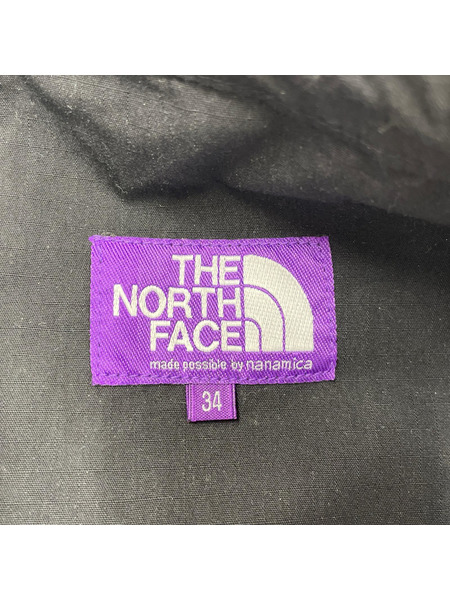 THE
NORTH
FACE
made possible by nanamica
34